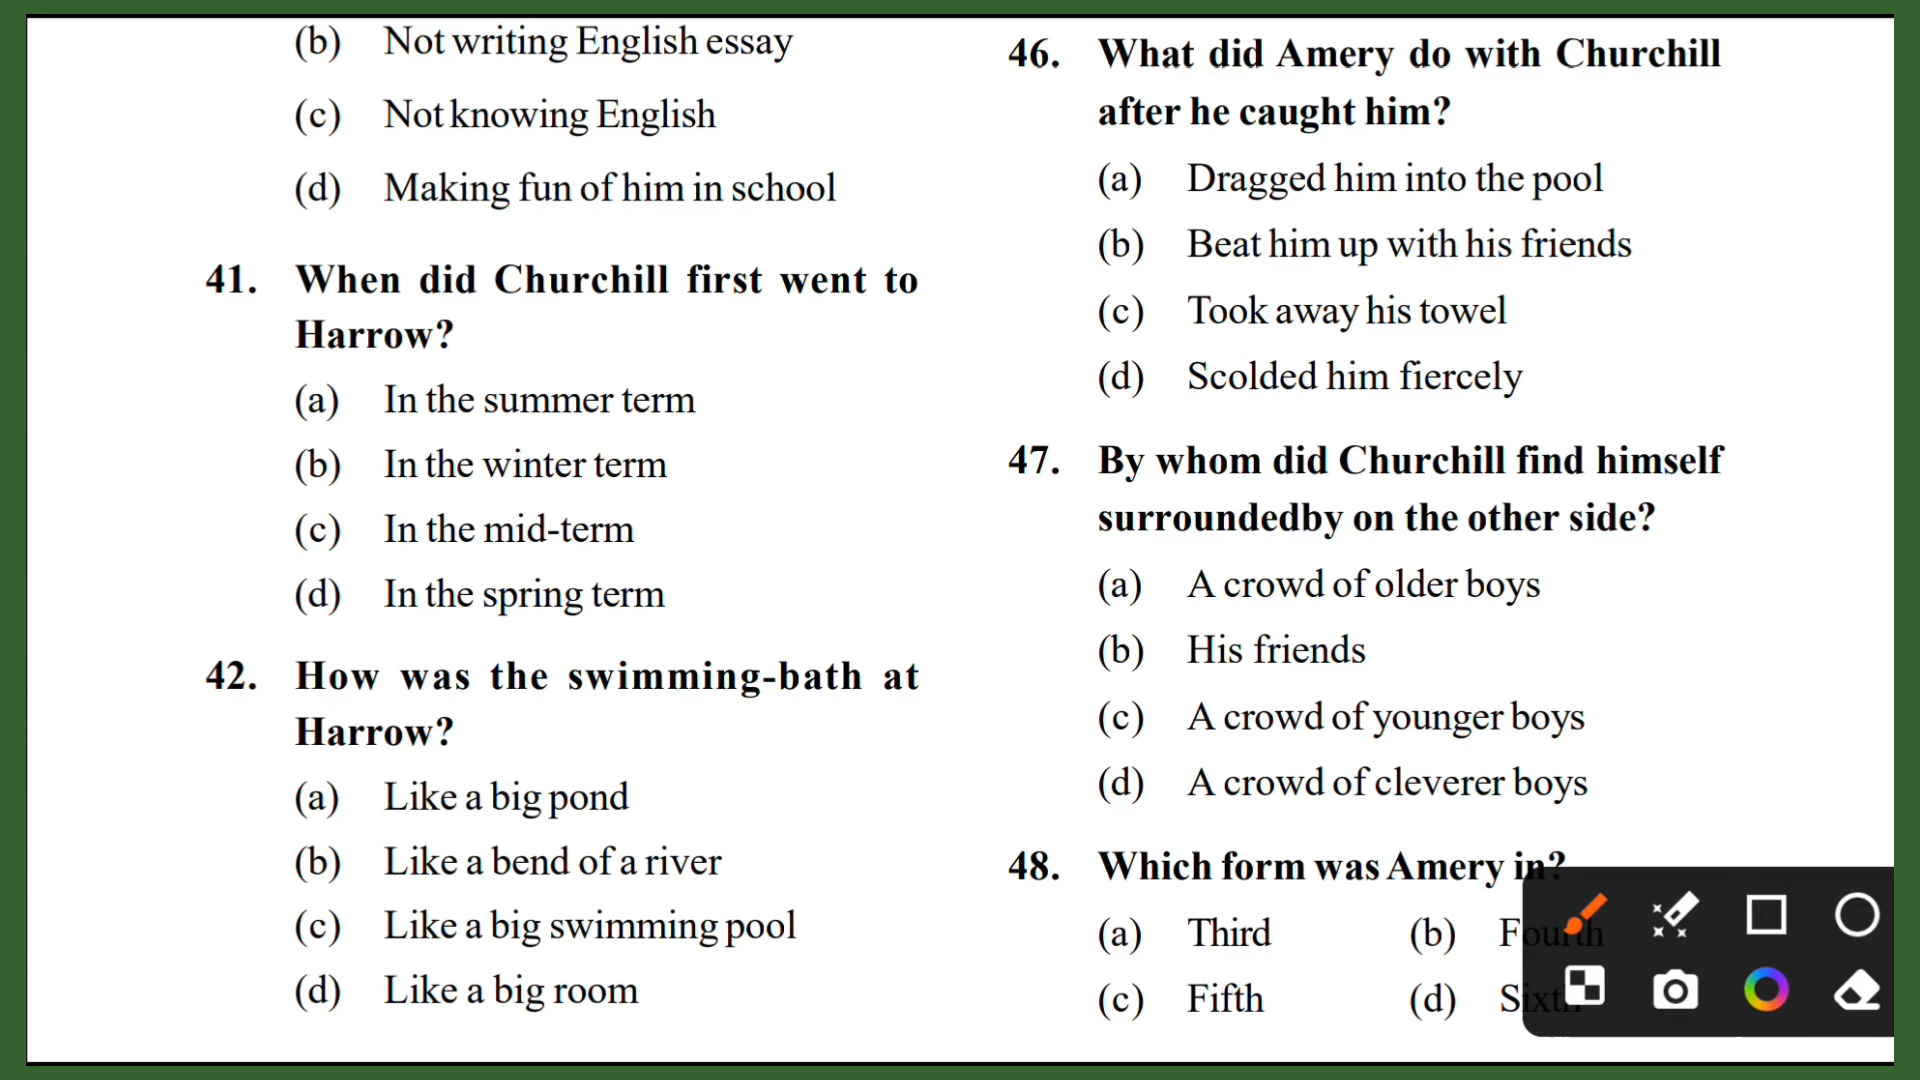 (b) Not writing English essay
(c) Not knowing English
(d) Making fun of him in school
41. When did Churchill first went to
Harrow?
(a) In the summer term
(b) In the winter term
(c) In the mid-term
(d) In the spring term
42. How was the swimming-bath at
Harrow?
(a) Like a big pond
(b) Like a bend of a river
(c) Like a big swimming pool
(d) Like a big room
46. What did Amery do with Churchill
after he caught him?
(a) Dragged him into the pool
(b) Beat him up with his friends
(c) Took away his towel
(d) Scolded him fiercely
47. By whom did Churchill find himself
surroundedby on the other side?
(a) A crowd of older boys
(b) His friends
(c) A crowd of younger boys
(d) A crowd of cleverer boys
48. Which form was Amery in?
(a) Third (b) Fourth
(c) Fifth (d) Sixth